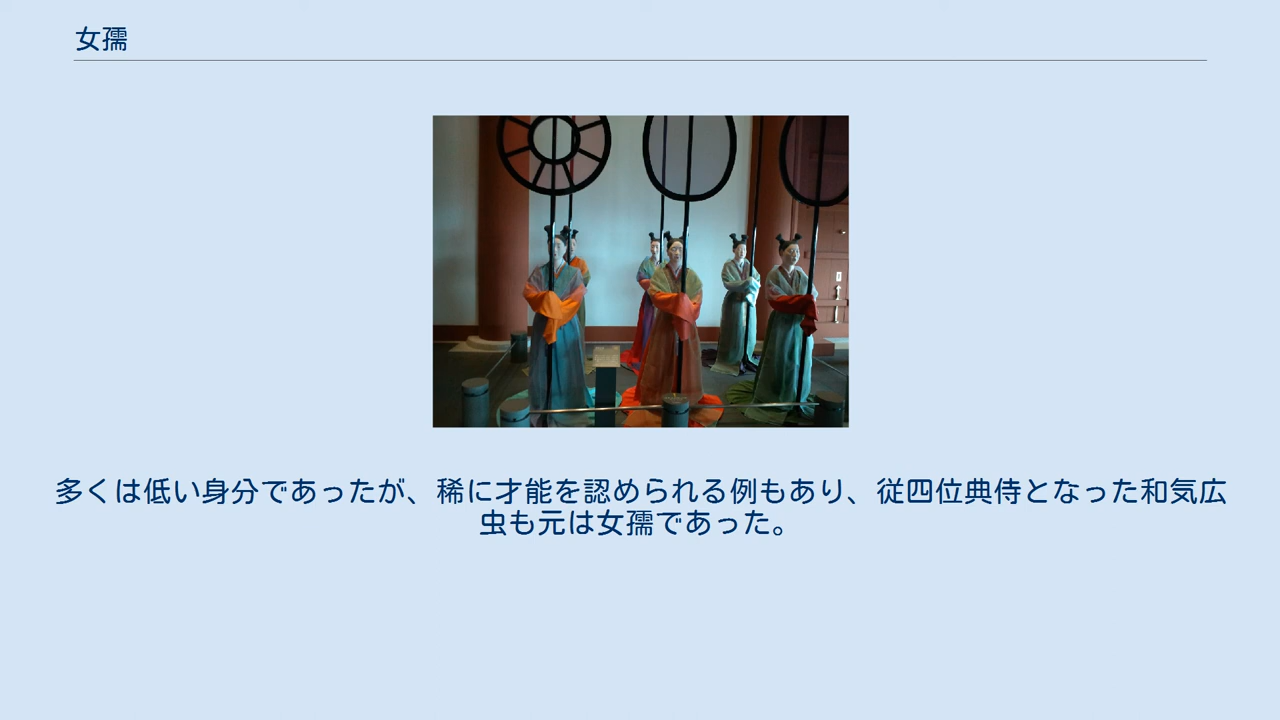 女孺
多くは低い身分であったが、稀に才能を認められる例もあり、従四位典侍となった和気広
虫も元は女孺であった。